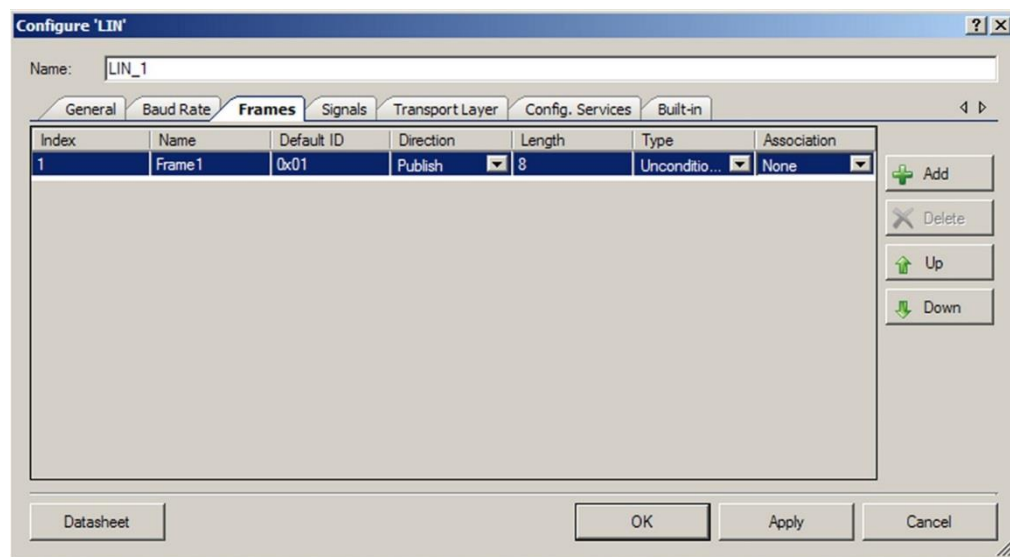 Configure 'LIN'
Name: LIN_1
General Baud Rate Frames Signals Transport Layer Config. Services Built-in
Index Name Default ID Direction Length Type Association
1 Frame1 0x01 Publish 8 Unconditio... None
Add
Delete
Up
Down
Datasheet OK Apply Cancel